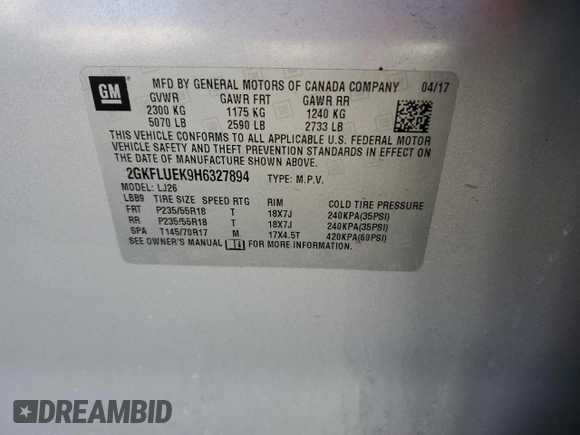 GM
MFD BY GENERAL MOTORS OF CANADA COMPANY 04/17
GVWR GAWR FRT GAWR RR
2300 KG 1175 KG 1240 KG
5070 LB 2590 LB 2733 LB
THIS VEHICLE CONFORMS TO ALL APPLICABLE U.S. FEDERAL MOTOR
VEHICLE SAFETY AND THEFT PREVENTION STANDARDS IN EFFECT ON
THE DATE OF MANUFACTURE SHOWN ABOVE.
2GKFLUEK9H6327894 TYPE: M.P.V.
MODEL: LJ26
LBB9 TIRE SIZE SPEED RTG RIM COLD TIRE PRESSURE
FRT P235/55R18 T 18X7J 240KPA(35PSI)
RR P235/55R18 T 18X7J 240KPA(35PSI)
SPA T145/70R17 M 17X4.5T 420KPA(60PSI)
SEE OWNER'S MANUAL FOR MORE INFORMATION.
DREAMBID